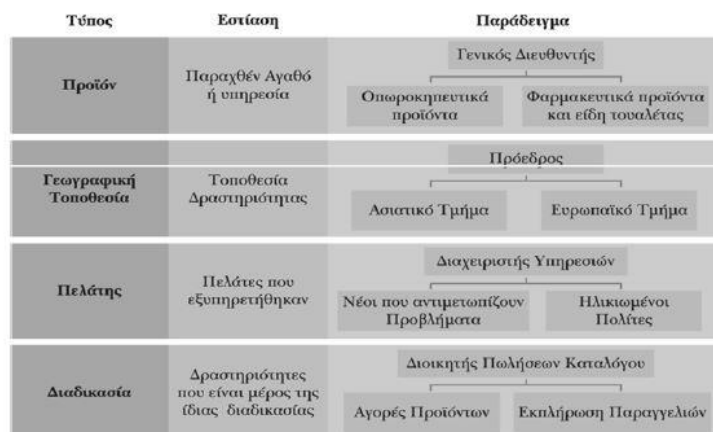 Τύπος Εστίαση Παράδειγμα
Προϊόν
Παραχθέν Αγαθό
ή υπηρεσία
Γενικός Διευθυντής
Οπωροκηπευτικά
προϊόντα
Φαρμακευτικά προϊόντα
και είδη τουαλέτας
Γεωγραφική
Τοποθεσία
Τοποθεσία
Δραστηριότητας
Πρόεδρος
Ασιατικό Τμήμα
Ευρωπαϊκό Τμήμα
Πελάτης
Πελάτες που
εξυπηρετήθηκαν
Διαχειριστής Υπηρεσιών
Νέοι που αντιμετωπίζουν
Προβλήματα
Ηλικιωμένοι
Πολίτες
Διαδικασία
Δραστηριότητες
που είναι μέρος της
ίδιας διαδικασίας
Διοικητής Πωλήσεων Καταλόγου
Αγορές Προϊόντων
Εκπλήρωση Παραγγελιών